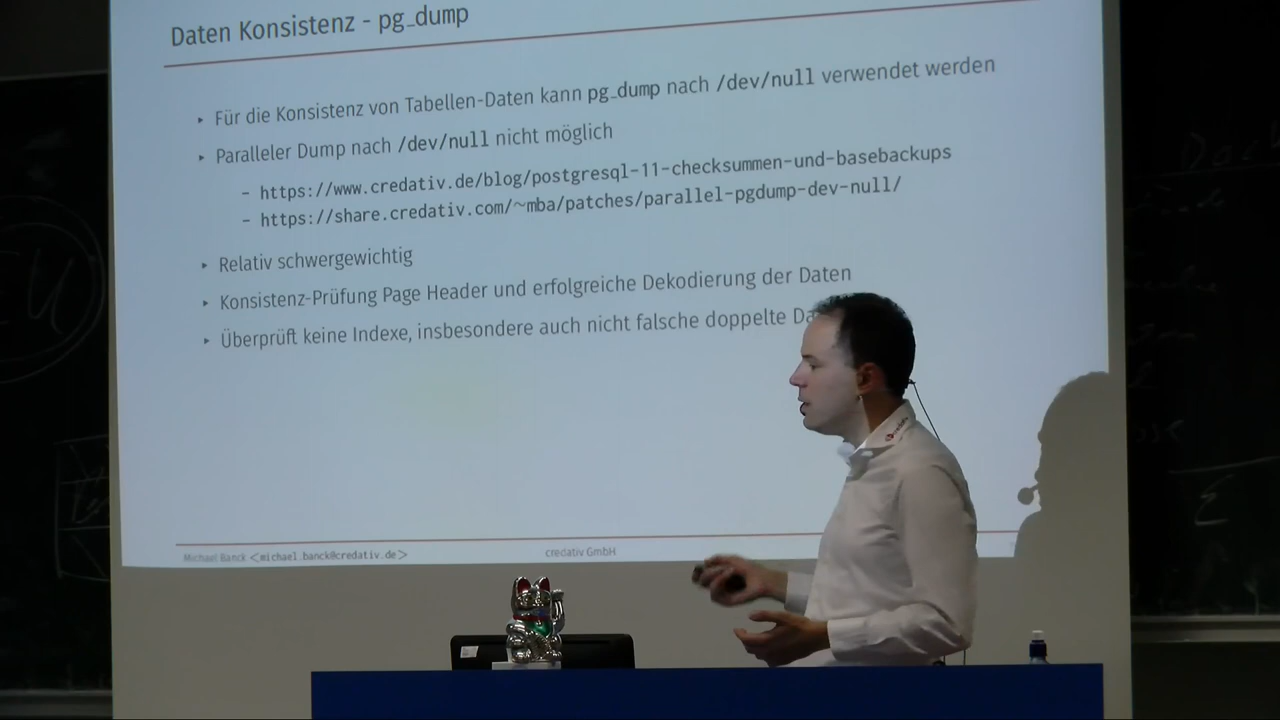 Daten Konsistenz - pg_dump
▸ Für die Konsistenz von Tabellen-Daten kann pg_dump nach /dev/null verwendet werden
▸ Paralleler Dump nach /dev/null nicht möglich
– https://www.credativ.de/blog/postgresql-11-checksummen-und-basebackups
– https://share.credativ.com/~mba/patches/parallel-pgdump-dev-null/
▸ Relativ schwergewichtig
▸ Konsistenz-Prüfung Page Header und erfolgreiche Dekodierung der Daten
▸ Überprüft keine Indexe, insbesondere auch nicht falsche doppelte
Michael Banck <michael.banck@credativ.de>
credativ GmbH